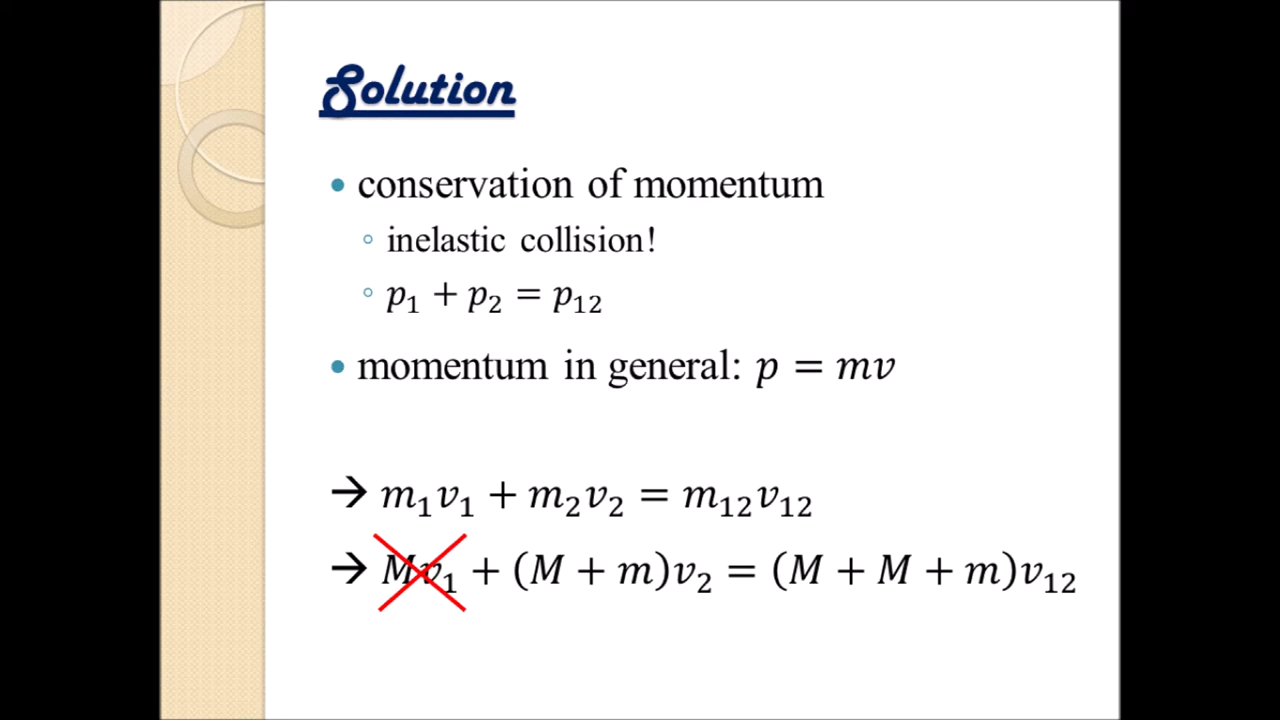 Solution
• conservation of momentum
◦ inelastic collision!
◦ 𝑝₁ + 𝑝₂ = 𝑝₁₂
• momentum in general: 𝑝 = 𝑚𝑣
→ 𝑚₁𝑣₁ + 𝑚₂𝑣₂ = 𝑚₁₂𝑣₁₂
→ 𝑀𝑣₁ + (𝑀 + 𝑚)𝑣₂ = (𝑀 + 𝑀 + 𝑚)𝑣₁₂